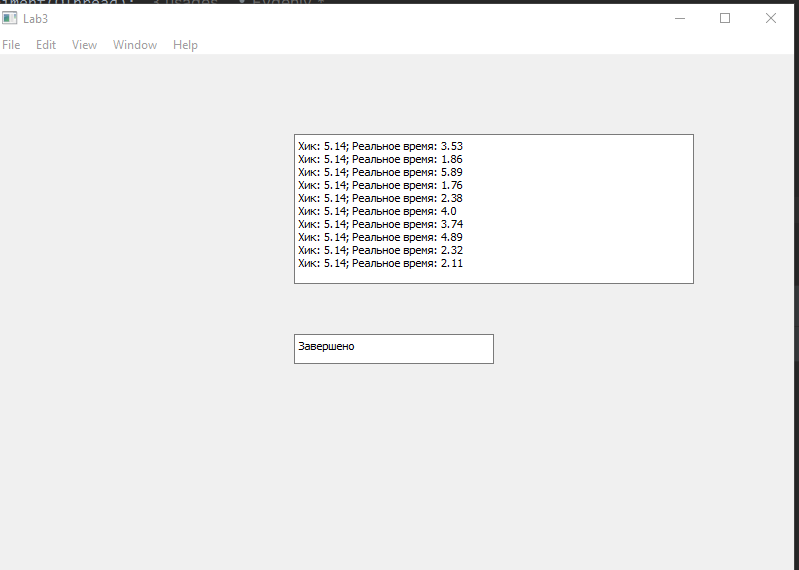 3 usages
Lab3
File Edit View Window Help
Хик: 5.14; Реальное время: 3.53
Хик: 5.14; Реальное время: 1.86
Хик: 5.14; Реальное время: 5.89
Хик: 5.14; Реальное время: 1.76
Хик: 5.14; Реальное время: 2.38
Хик: 5.14; Реальное время: 4.0
Хик: 5.14; Реальное время: 3.74
Хик: 5.14; Реальное время: 4.89
Хик: 5.14; Реальное время: 2.32
Хик: 5.14; Реальное время: 2.11
Завершено